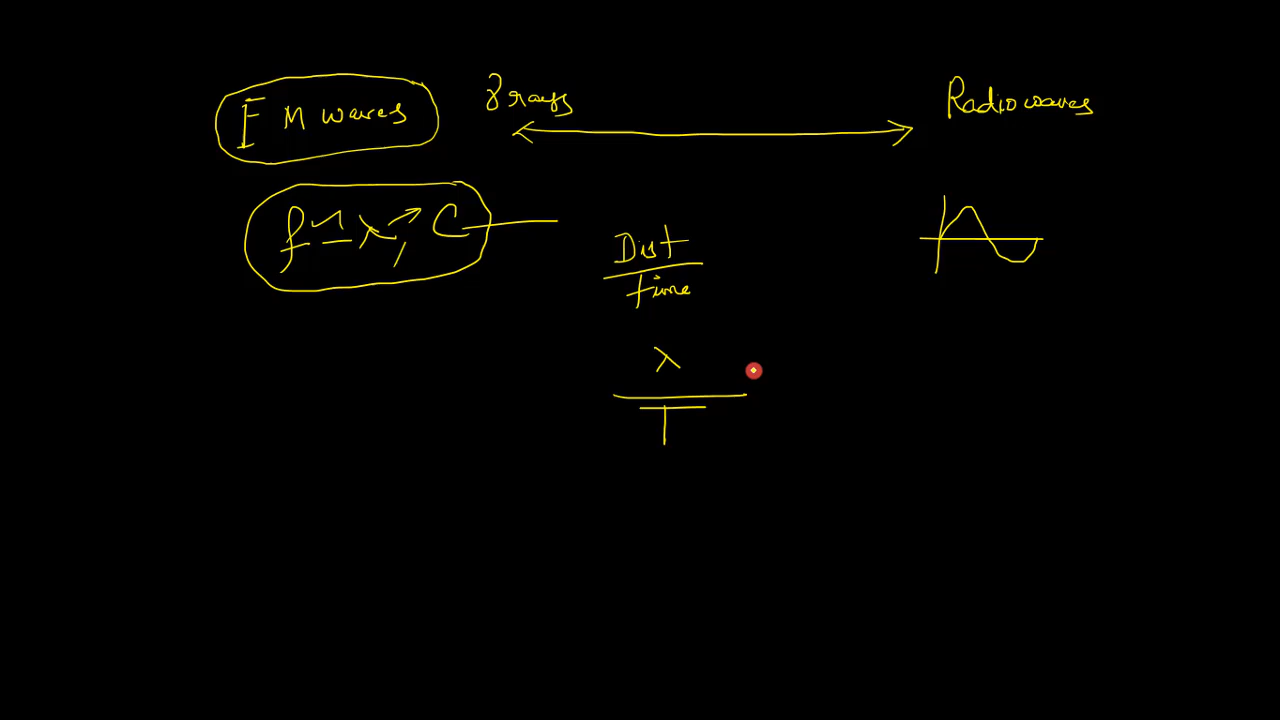 EM waves γ rays Radio waves
f λ, C
Dist
time
λ
T